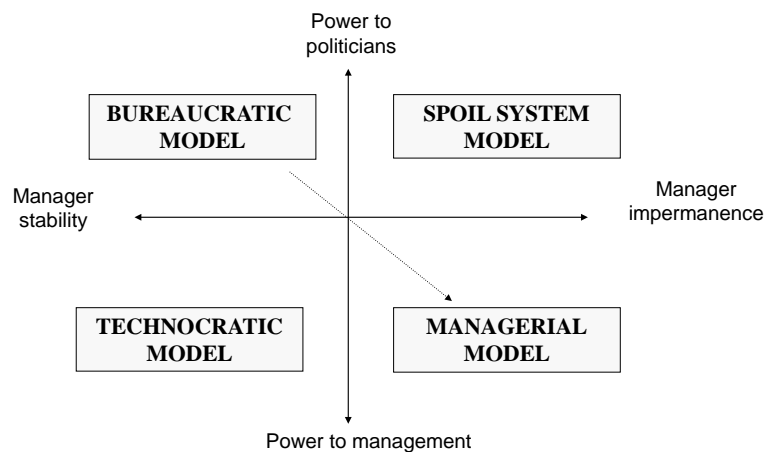 Power to
politicians
BUREAUCRATIC
MODEL
SPOIL SYSTEM
MODEL
Manager
stability
Manager
impermanence
TECHNOCRATIC
MODEL
MANAGERIAL
MODEL
Power to management